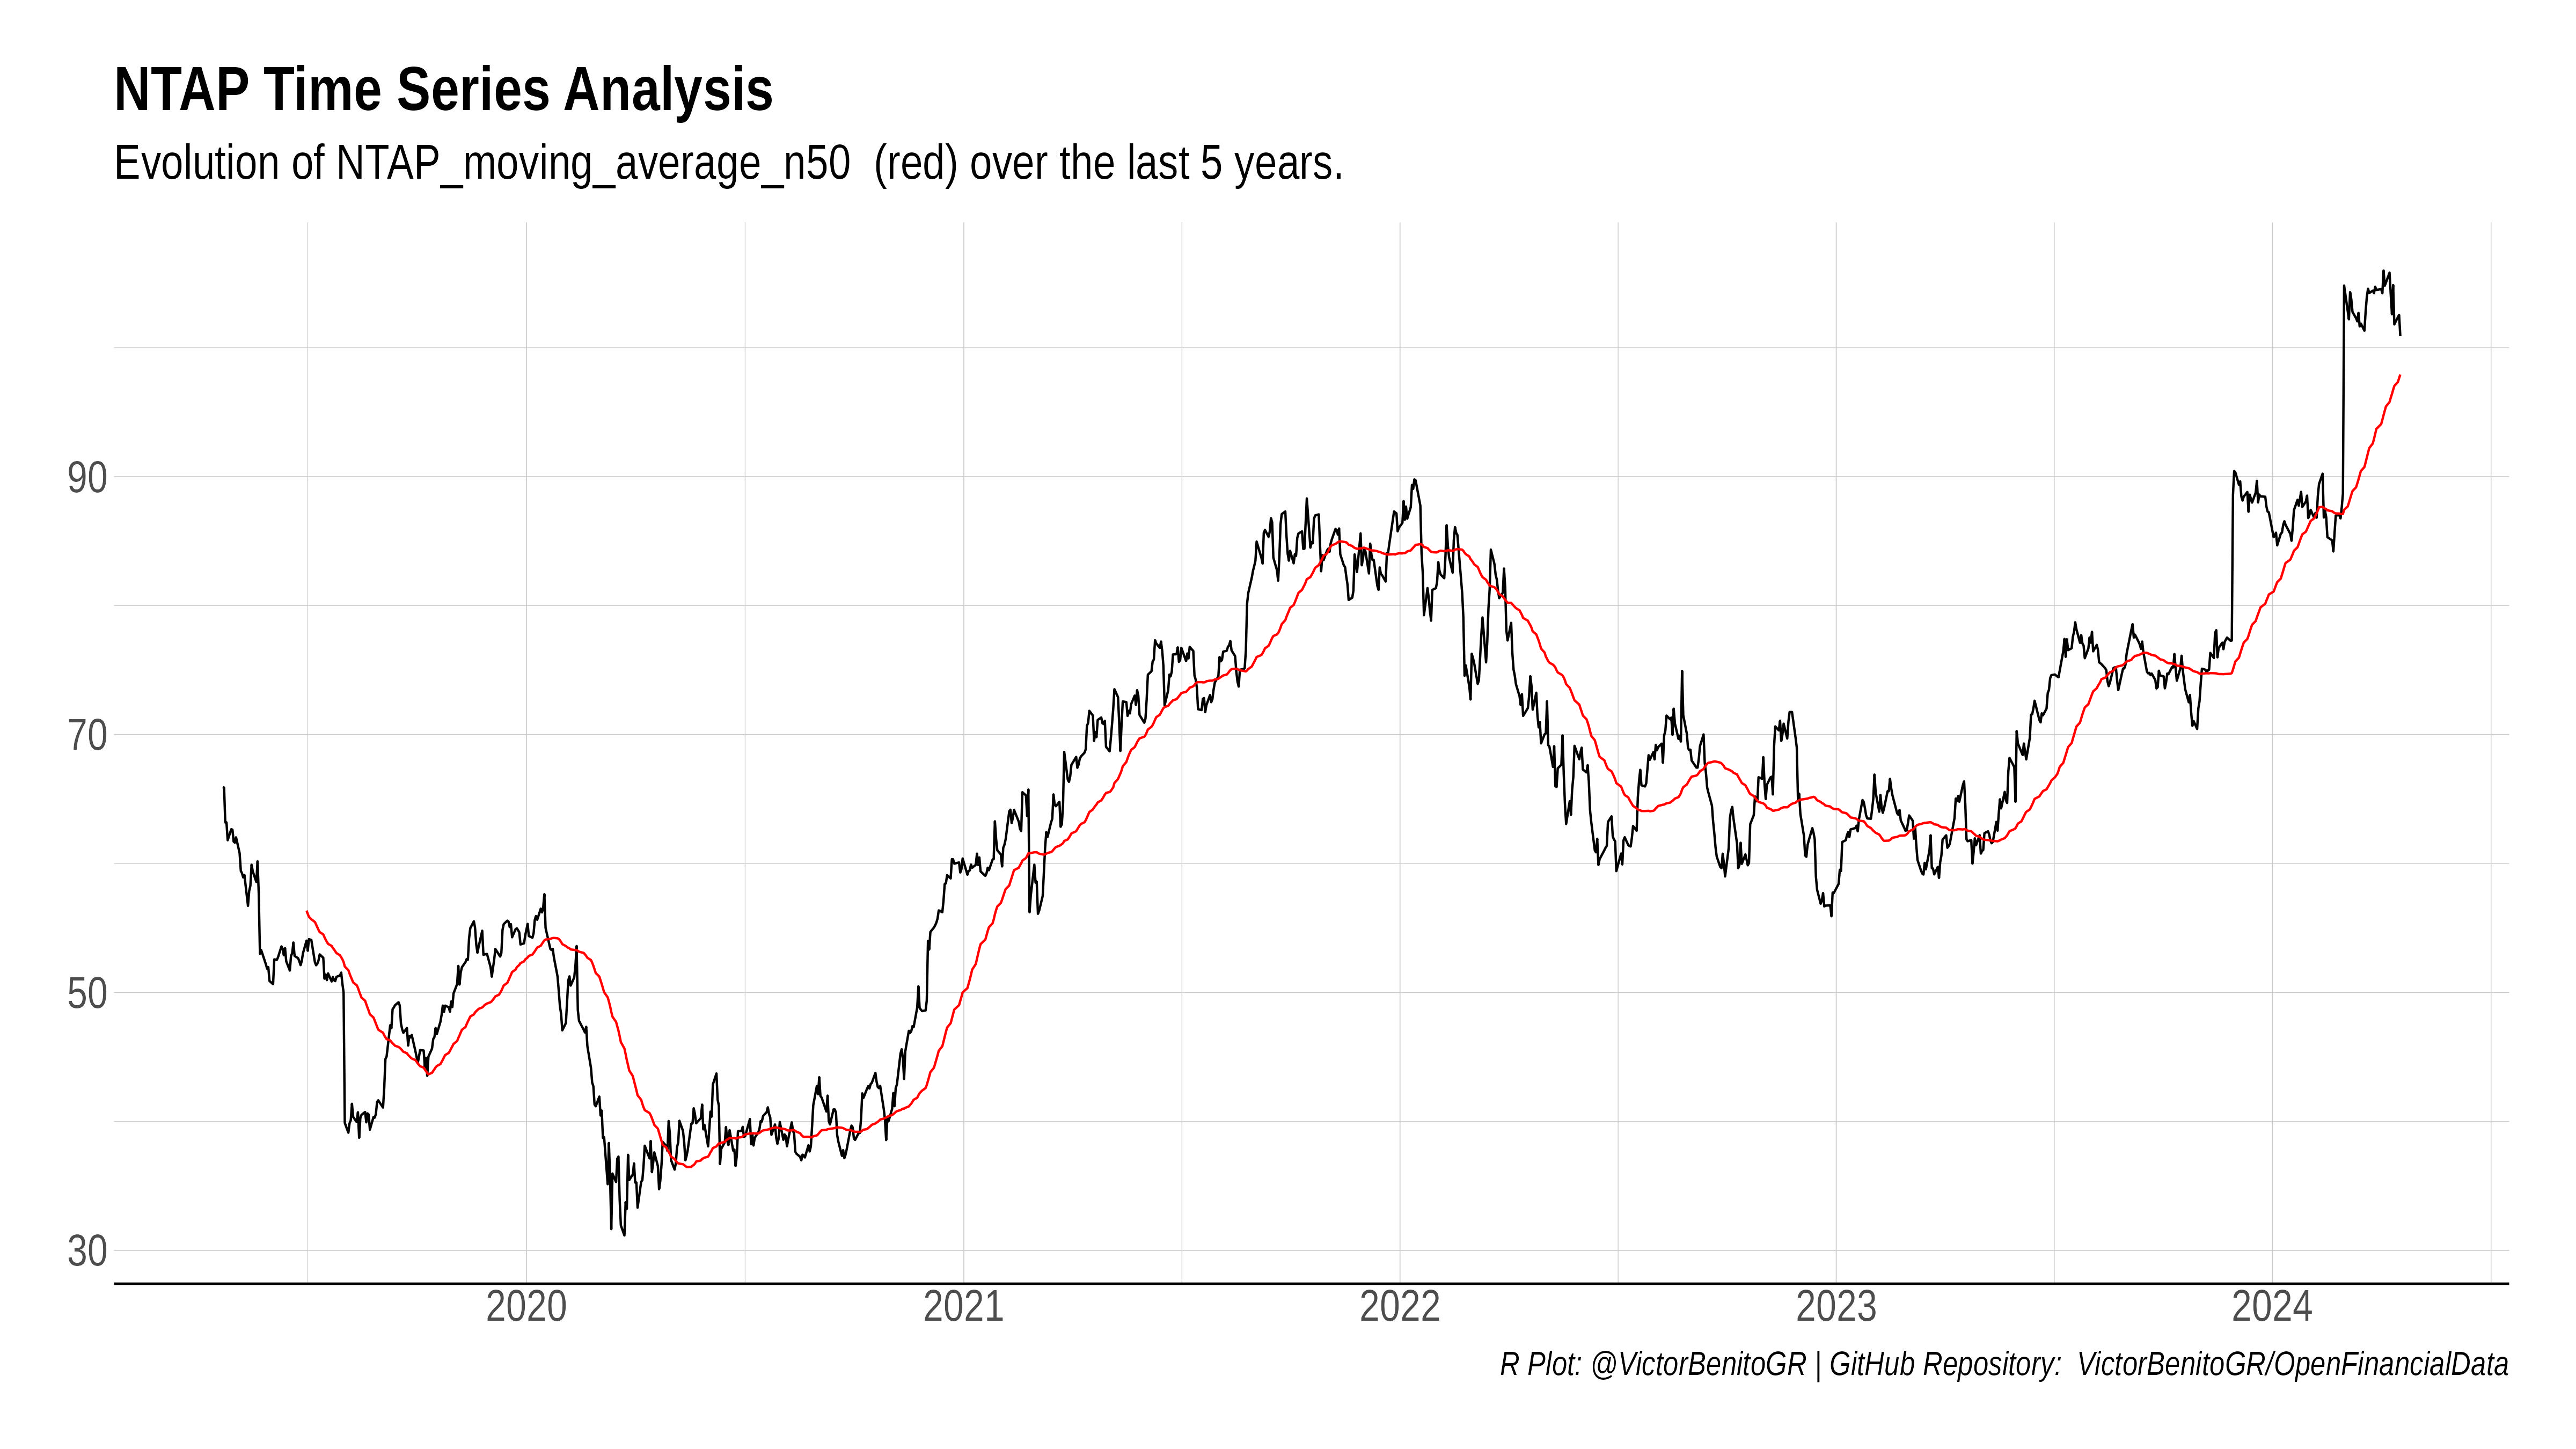 NTAP Time Series Analysis
Evolution of NTAP_moving_average_n50  (red) over the last 5 years.
90
70
50
30
2020 2021 2022 2023 2024
R Plot: @VictorBenitoGR | GitHub Repository:  VictorBenitoGR/OpenFinancialData